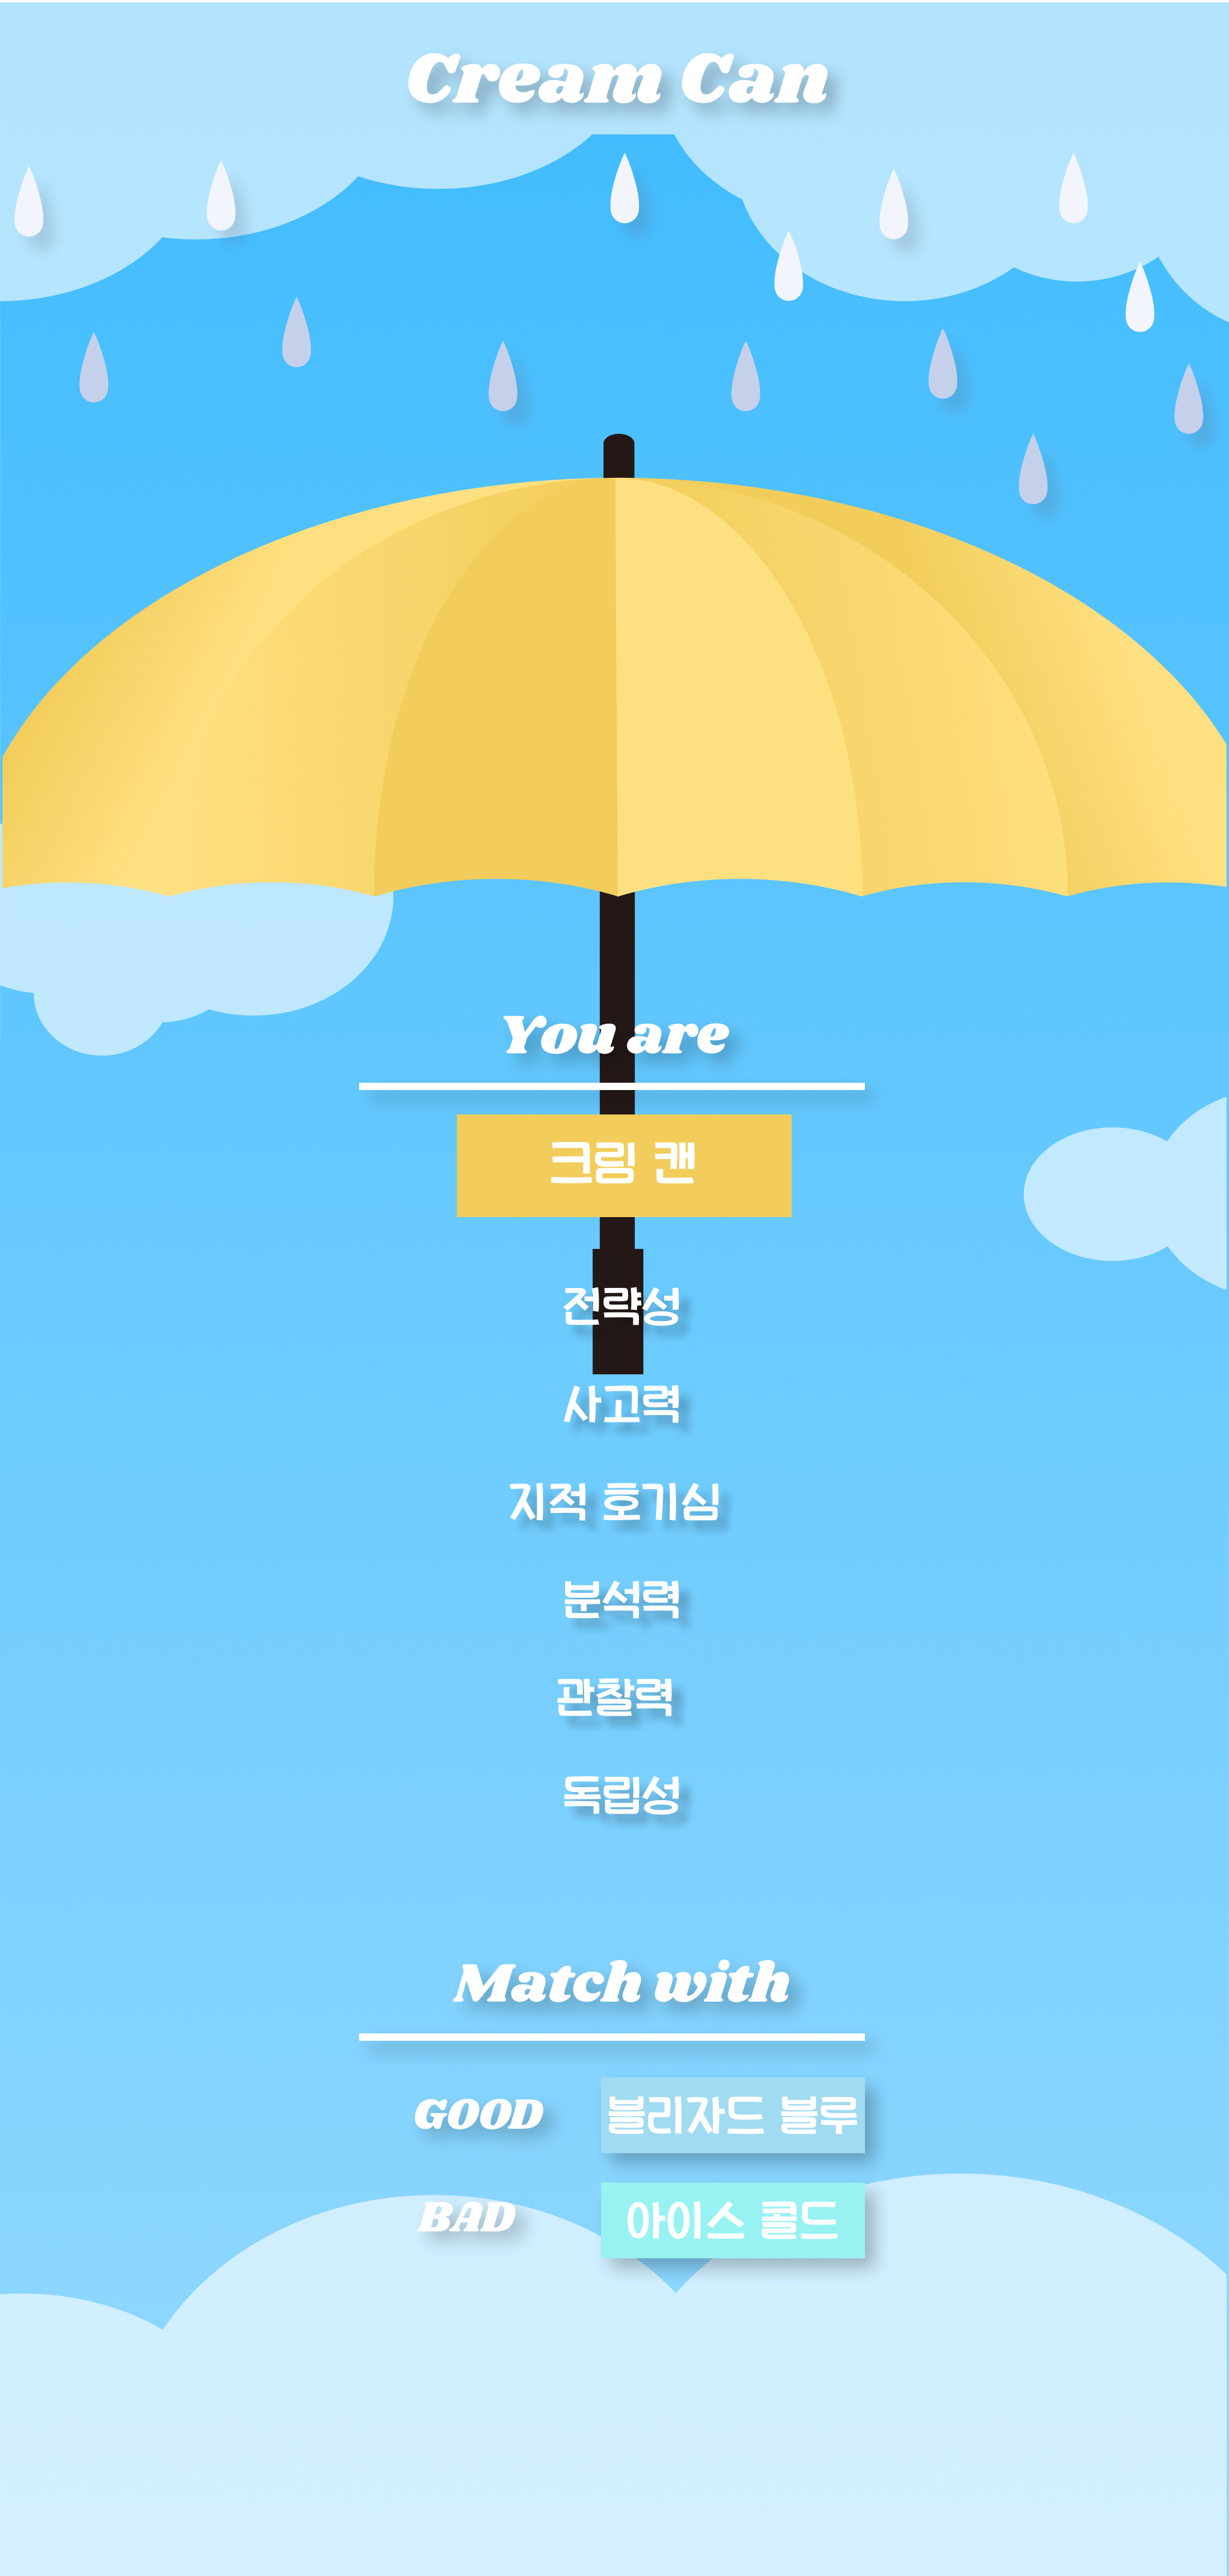 Cream Can
You are
크림 캔
전략성
사고력
지적 호기심
분석력
관찰력
독립성
Match with
GOOD 블리자드 블루
BAD 아이스 콜드